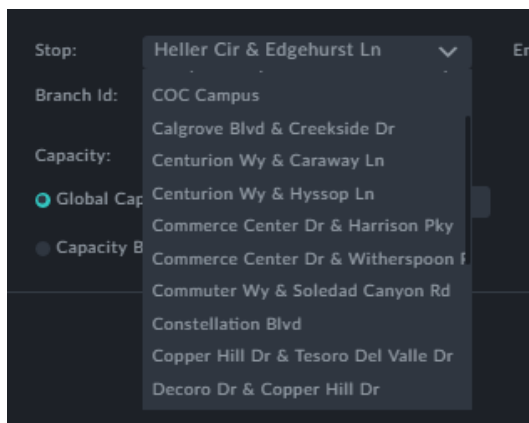 Stop:
Heller Cir & Edgehurst Ln
En
Branch Id:
COC Campus
Calgrove Blvd & Creekside Dr
Capacity:
Centurion Wy & Caraway Ln
Global Cap
Centurion Wy & Hyssop Ln
Commerce Center Dr & Harrison Pky
Capacity B
Commerce Center Dr & Witherspoon
Commuter Wy & Soledad Canyon Rd
Constellation Blvd
Copper Hill Dr & Tesoro Del Valle Dr
Decoro Dr & Copper Hill Dr